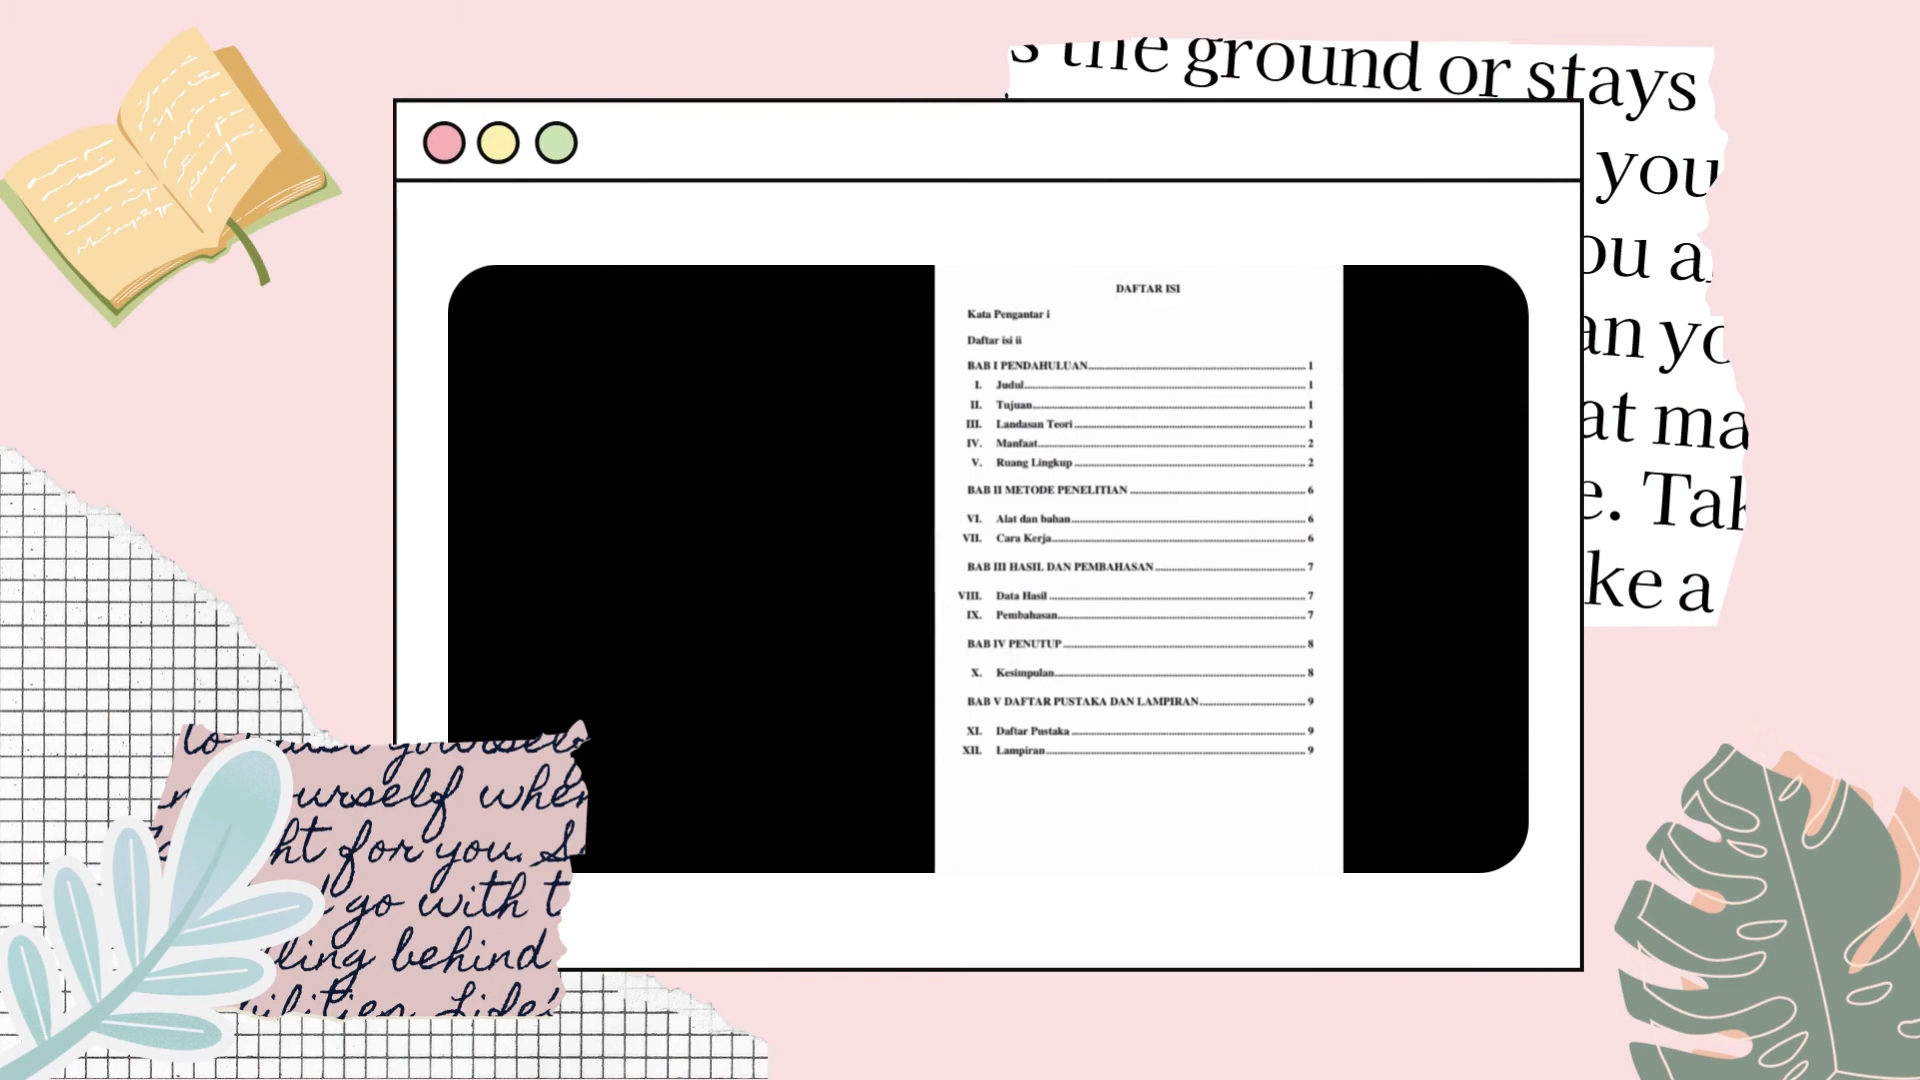 s the ground or stays
you
ou a
an yo
at ma
e. Tak
ke a
DAFTAR ISI
Kata Pengantar i
Daftar isi ii
BAB I PENDAHULUAN 1
I. Judul 1
II. Tujuan 1
III. Landasan Teori 1
IV. Manfaat 2
V. Ruang Lingkup 2
BAB II METODE PENELITIAN 6
VI. Alat dan bahan 6
VII. Cara Kerja 6
BAB III HASIL DAN PEMBAHASAN 7
VIII. Data Hasil 7
IX. Pembahasan 7
BAB IV PENUTUP 8
X. Kesimpulan 8
BAB V DAFTAR PUSTAKA DAN LAMPIRAN 9
XI. Daftar Pustaka 9
XII. Lampiran 9
to yourself
urself when
ht for you. S
go with t
ling behind
Life'